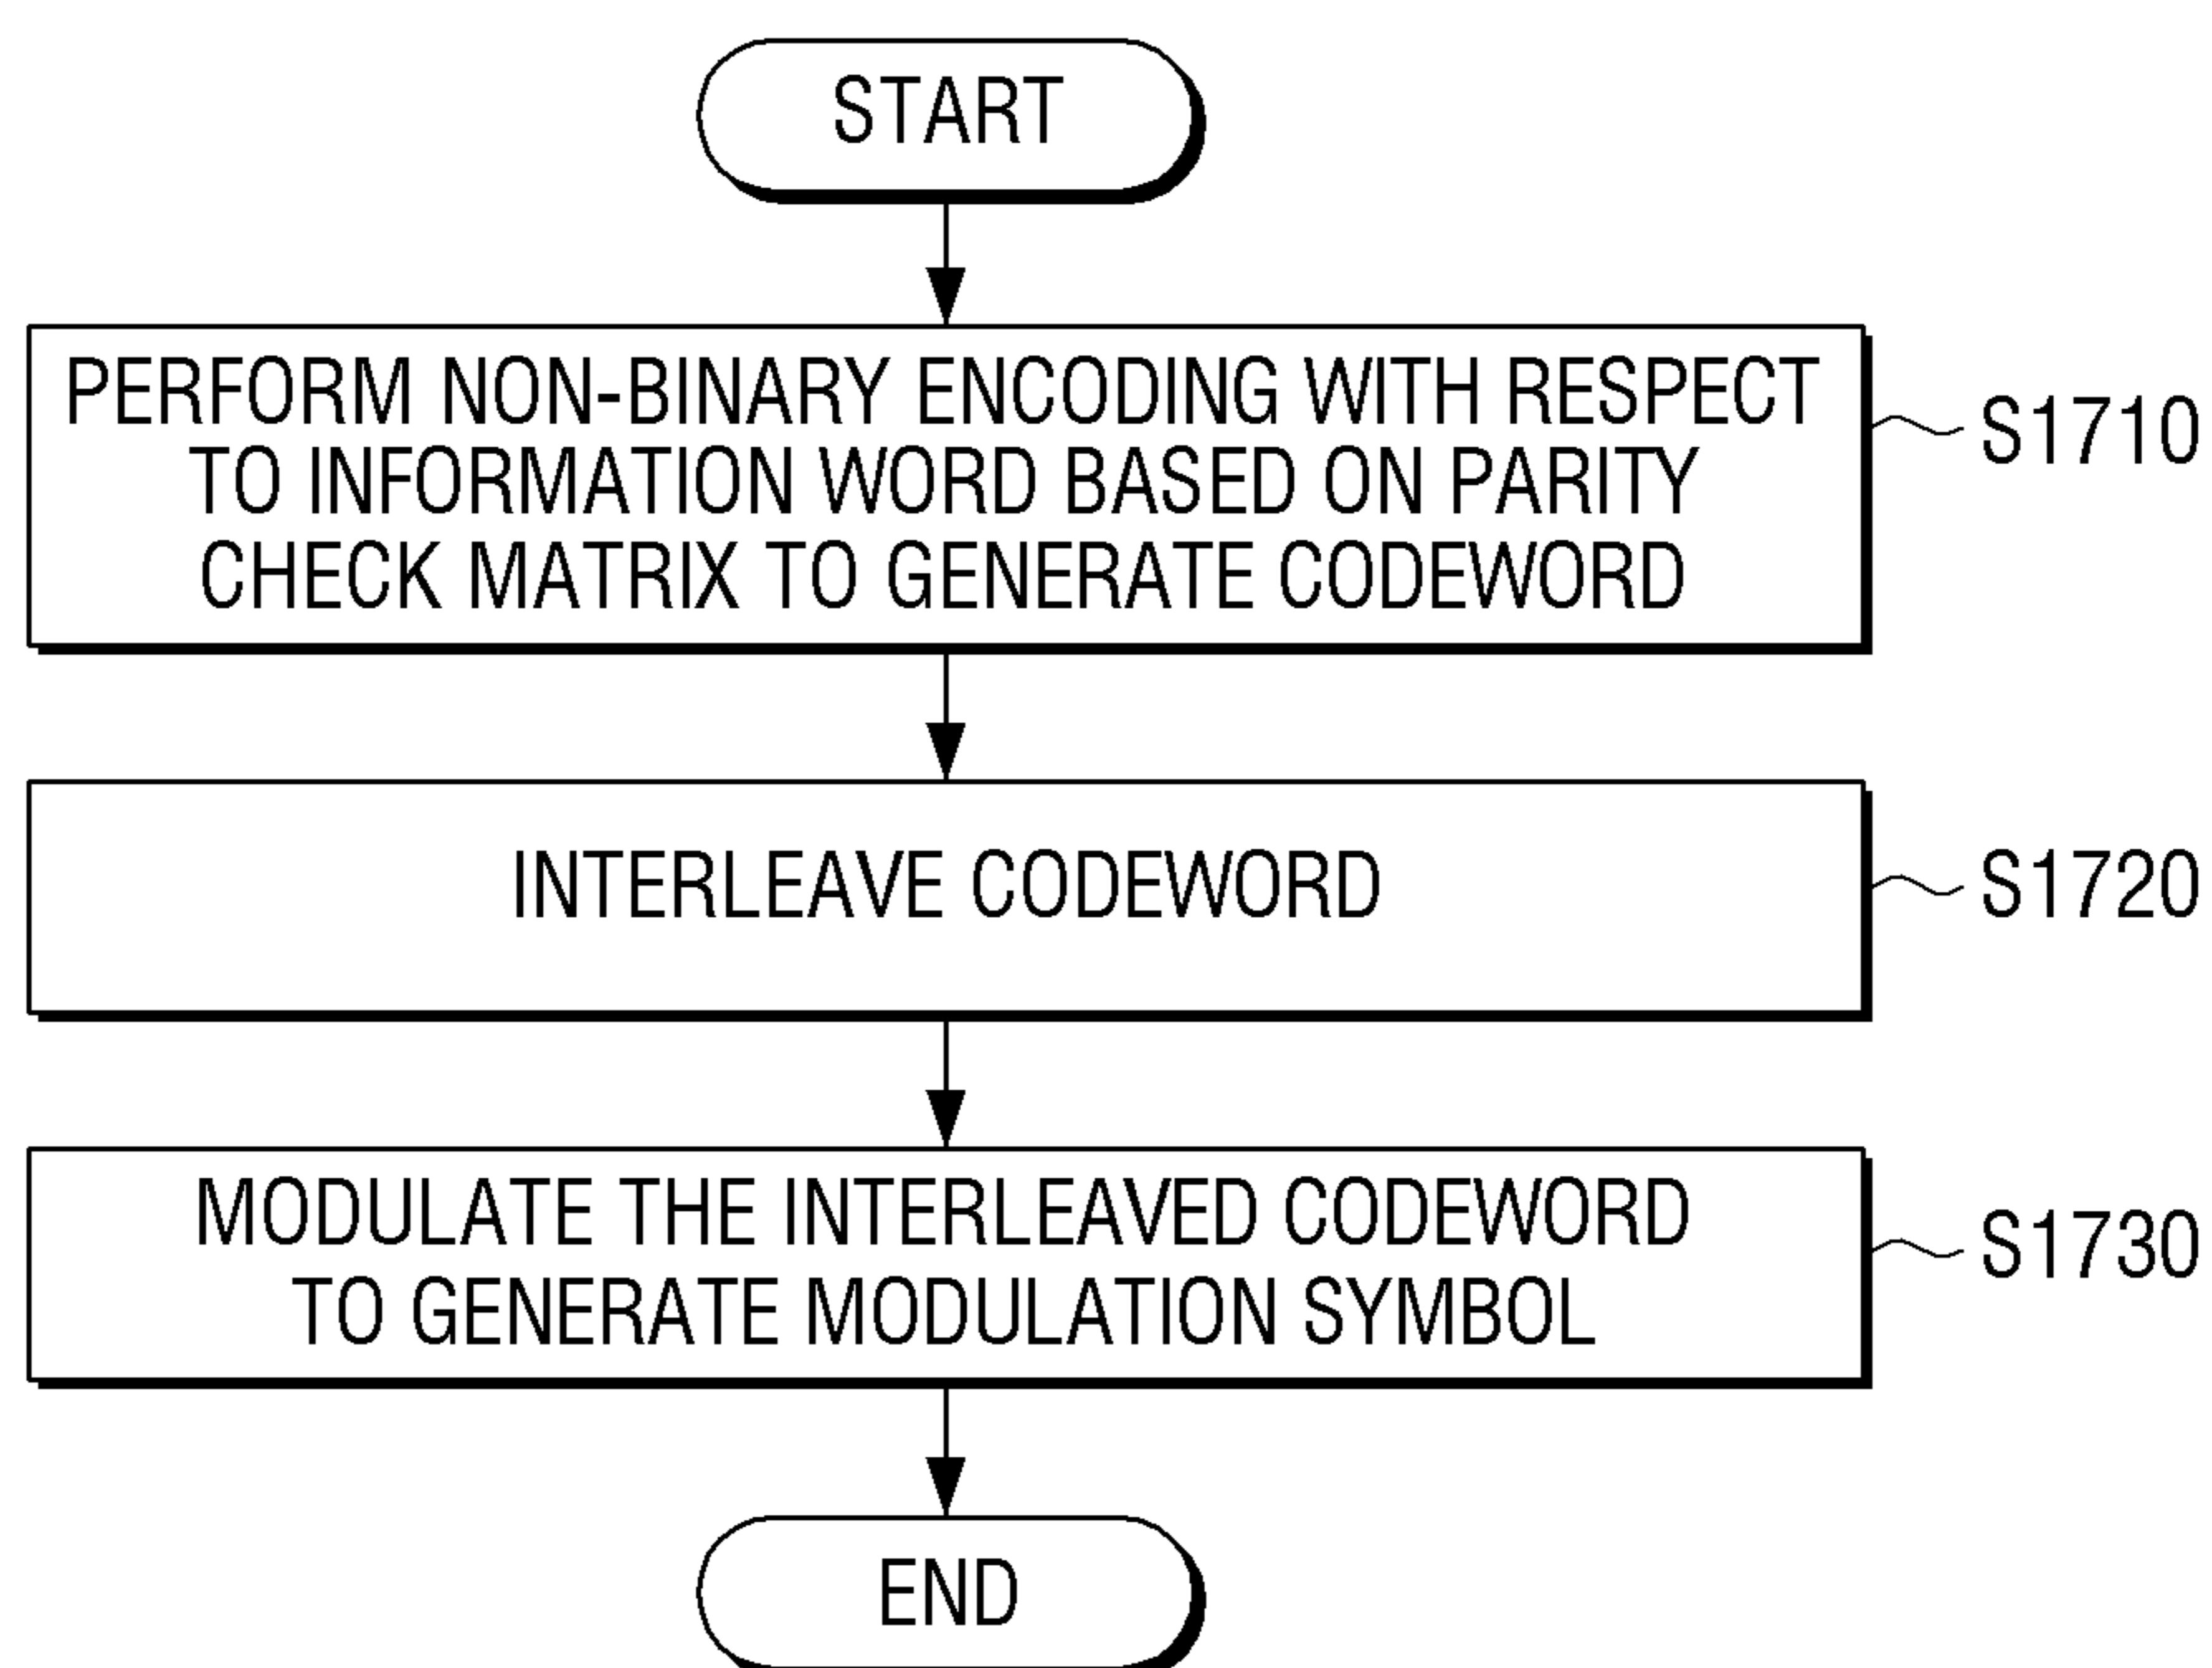 START
PERFORM NON-BINARY ENCODING WITH RESPECT
TO INFORMATION WORD BASED ON PARITY
CHECK MATRIX TO GENERATE CODEWORD
S1710
INTERLEAVE CODEWORD
S1720
MODULATE THE INTERLEAVED CODEWORD
TO GENERATE MODULATION SYMBOL
S1730
END